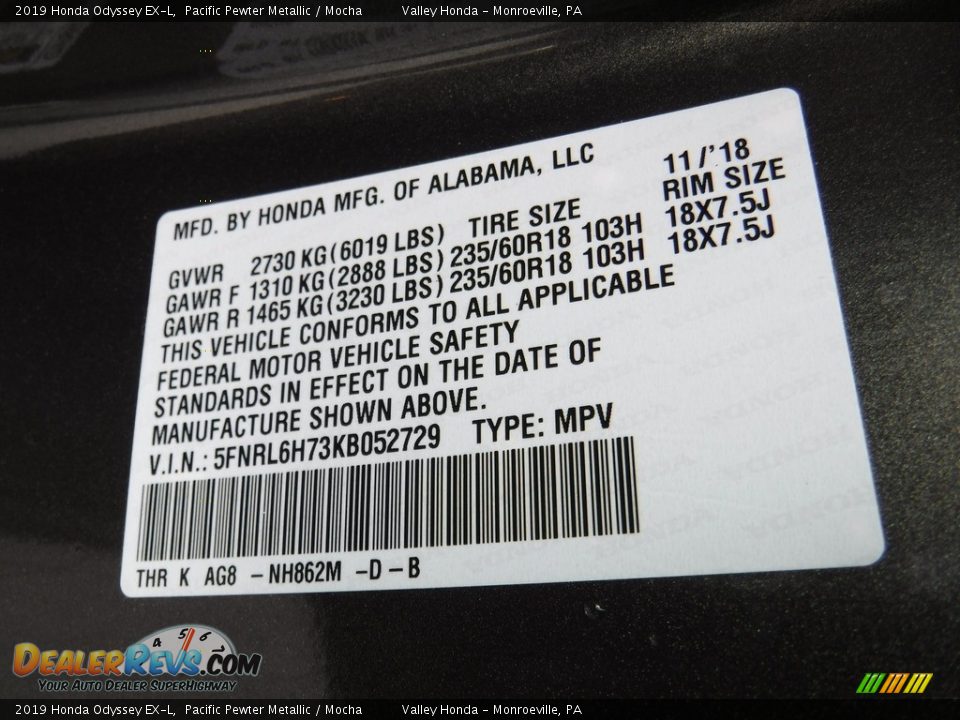 2019 Honda Odyssey EX-L, Pacific Pewter Metallic / Mocha Valley Honda - Monroeville, PA
MFD. BY HONDA MFG. OF ALABAMA, LLC 11/'18
GVWR 2730 KG (6019 LBS) TIRE SIZE RIM SIZE
GAWR F 1310 KG (2888 LBS) 235/60R18 103H 18X7.5J
GAWR R 1465 KG (3230 LBS) 235/60R18 103H 18X7.5J
THIS VEHICLE CONFORMS TO ALL APPLICABLE
FEDERAL MOTOR VEHICLE SAFETY
STANDARDS IN EFFECT ON THE DATE OF
MANUFACTURE SHOWN ABOVE.
V.I.N.: 5FNRL6H73KB052729 TYPE: MPV
THR K AG8 -NH862M -D-B
4 5 6
DEALERREVS.COM
YOUR AUTO DEALER SUPERHIGHWAY
2019 Honda Odyssey EX-L, Pacific Pewter Metallic / Mocha Valley Honda - Monroeville, PA